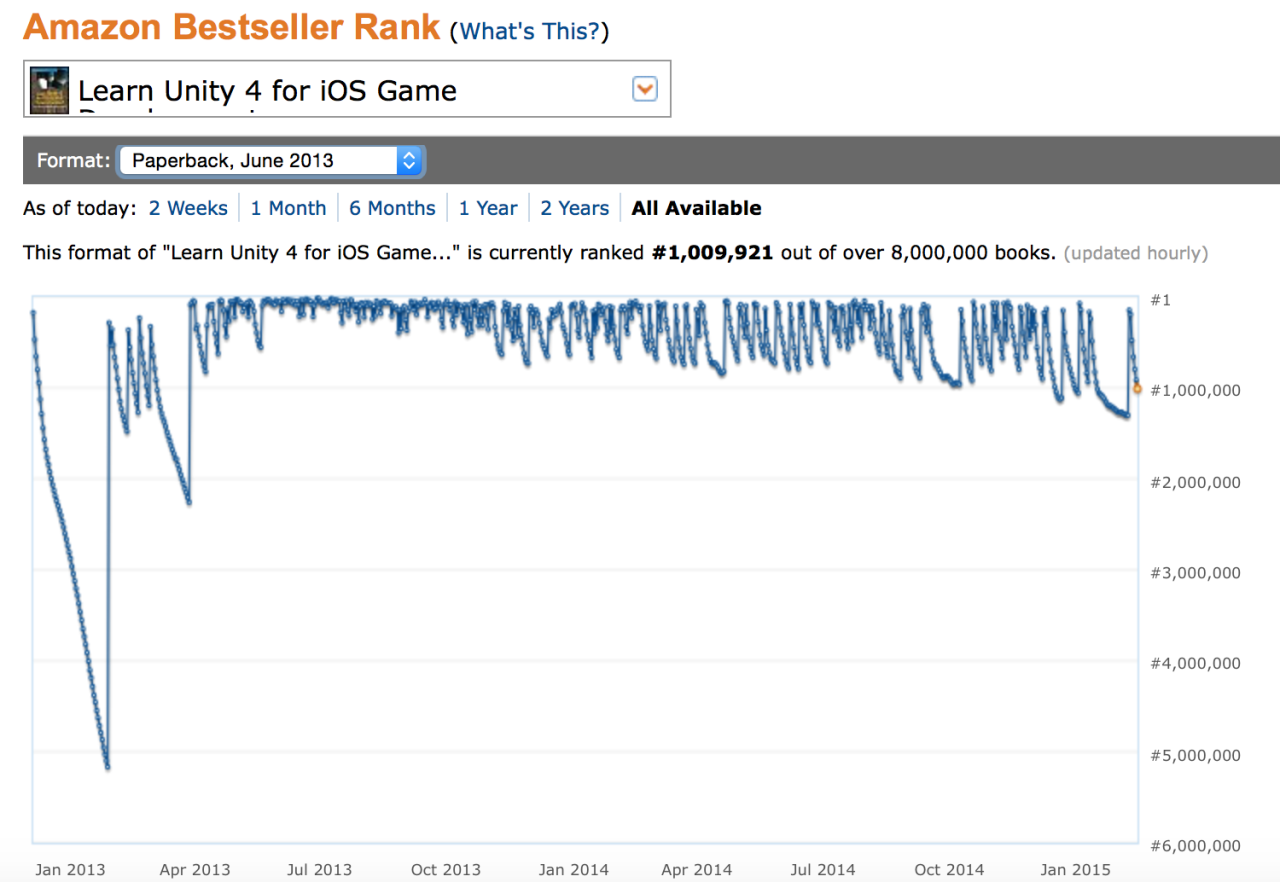 Amazon Bestseller Rank (What's This?)
Learn Unity 4 for iOS Game
Format: Paperback, June 2013
As of today: 2 Weeks 1 Month 6 Months 1 Year 2 Years All Available
This format of "Learn Unity 4 for iOS Game..." is currently ranked #1,009,921 out of over 8,000,000 books. (updated hourly)
#1
#1,000,000
#2,000,000
#3,000,000
#4,000,000
#5,000,000
#6,000,000
Jan 2013 Apr 2013 Jul 2013 Oct 2013 Jan 2014 Apr 2014 Jul 2014 Oct 2014 Jan 2015